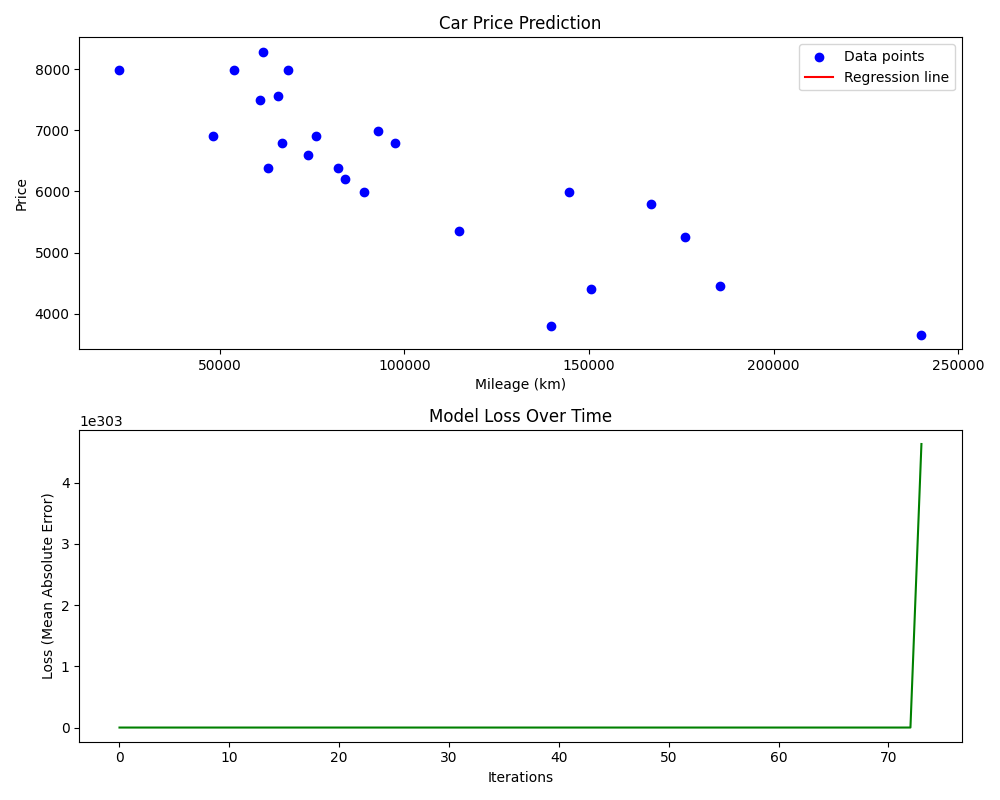 Car Price Prediction
Data points
Regression line
8000
7000
6000
5000
4000
Price
50000 100000 150000 200000 250000
Mileage (km)
Model Loss Over Time
1e303
4
3
2
1
0
Loss (Mean Absolute Error)
0 10 20 30 40 50 60 70
Iterations